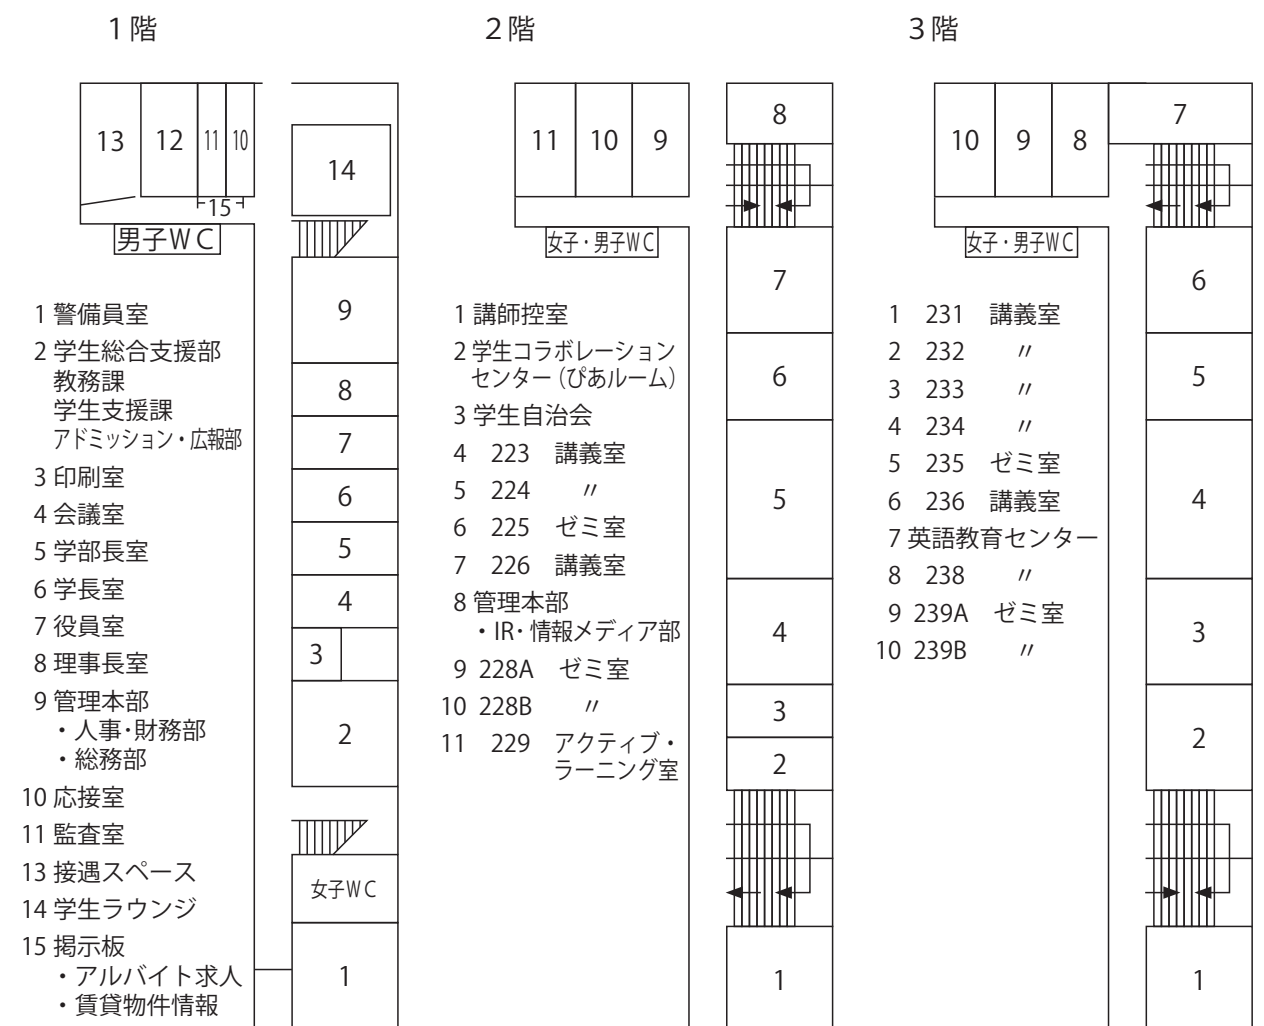 1階
13
12
11
10
15
14
男子WC
9
8
7
6
5
4
3
2
女子WC
1
1 警備員室
2 学生総合支援部
教務課
学生支援課
アドミッション・広報部
3 印刷室
4 会議室
5 学部長室
6 学長室
7 役員室
8 理事長室
9 管理本部
・人事・財務部
・総務部
10 応接室
11 監査室
13 接遇スペース
14 学生ラウンジ
15 掲示板
・アルバイト求人
・賃貸物件情報
2階
11
10
9
8
女子・男子WC
7
6
5
4
3
2
1
1 講師控室
2 学生コラボレーション
センター(ぴあルーム)
3 学生自治会
4 223 講義室
5 224 〃
6 225 ゼミ室
7 226 講義室
8 管理本部
・IR・情報メディア部
9 228A ゼミ室
10 228B 〃
11 229 アクティブ・
ラーニング室
3階
10
9
8
7
女子・男子WC
6
5
4
3
2
1
1 231 講義室
2 232 〃
3 233 〃
4 234 〃
5 235 ゼミ室
6 236 講義室
7 英語教育センター
8 238 〃
9 239A ゼミ室
10 239B 〃